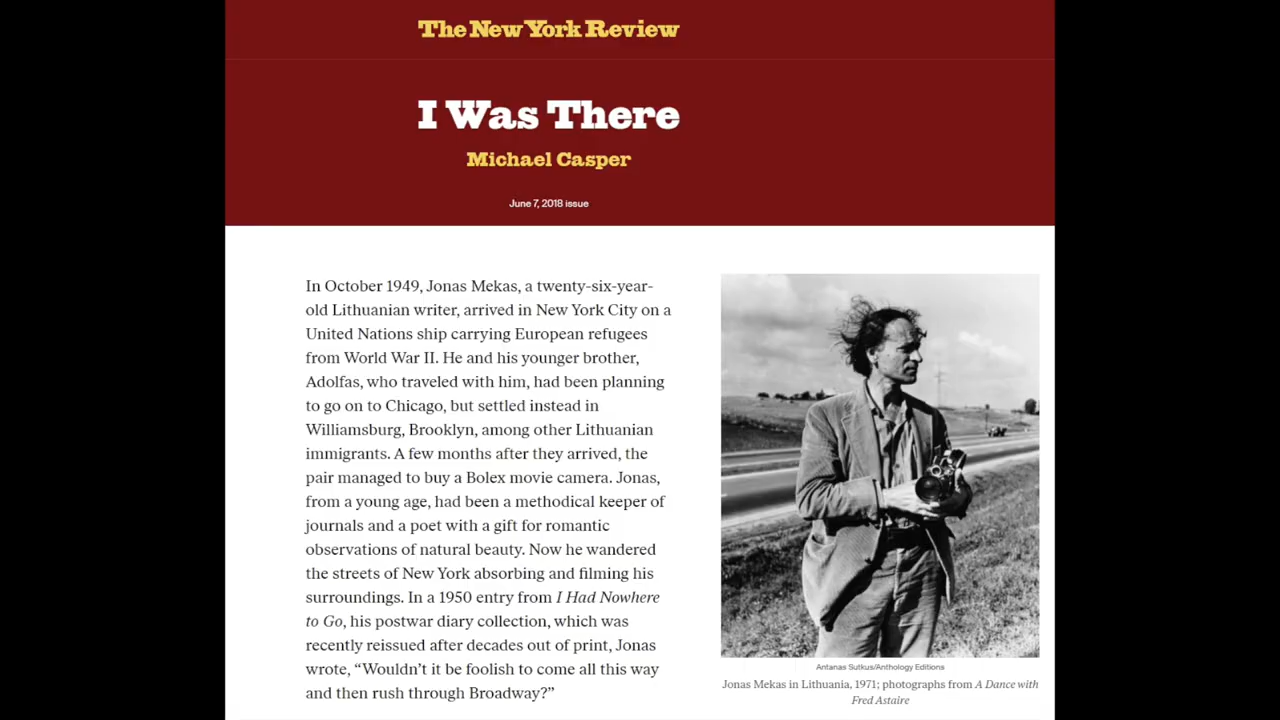 The New York Review
I Was There
Michael Casper
June 7, 2018 issue
In October 1949, Jonas Mekas, a twenty-six-year-
old Lithuanian writer, arrived in New York City on a
United Nations ship carrying European refugees
from World War II. He and his younger brother,
Adolfas, who traveled with him, had been planning
to go on to Chicago, but settled instead in
Williamsburg, Brooklyn, among other Lithuanian
immigrants. A few months after they arrived, the
pair managed to buy a Bolex movie camera. Jonas,
from a young age, had been a methodical keeper of
journals and a poet with a gift for romantic
observations of natural beauty. Now he wandered
the streets of New York absorbing and filming his
surroundings. In a 1950 entry from I Had Nowhere
to Go, his postwar diary collection, which was
recently reissued after decades out of print, Jonas
wrote, “Wouldn’t it be foolish to come all this way
and then rush through Broadway?”
Antanas Sutkus/Anthology Editions
Jonas Mekas in Lithuania, 1971; photographs from A Dance with
Fred Astaire